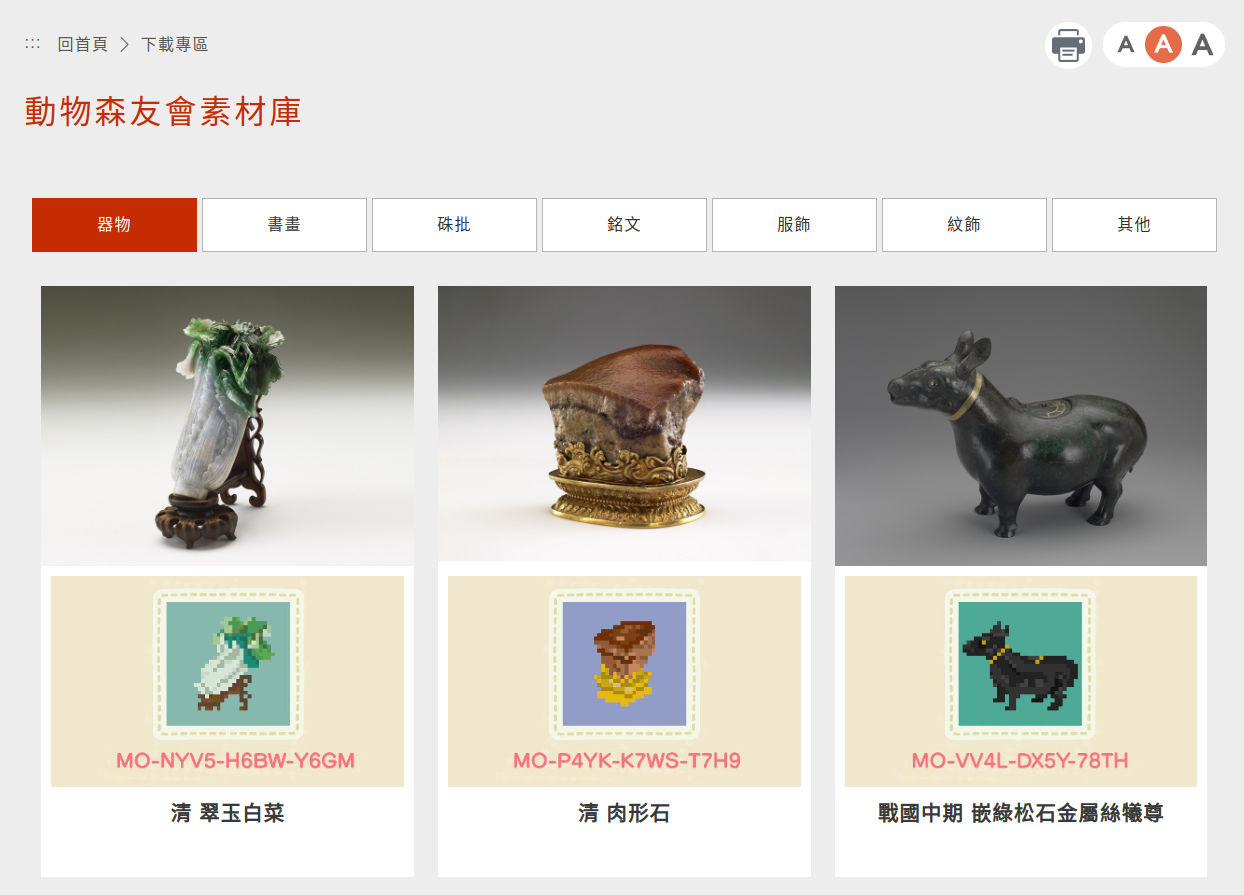 ::: 回首頁 > 下載專區
A A A
動物森友會素材庫
器物 書畫 硃批 銘文 服飾 紋飾 其他
MO-NYV5-H6BW-Y6GM
清 翠玉白菜
MO-P4YK-K7WS-T7H9
清 肉形石
MO-VV4L-DX5Y-78TH
戰國中期 嵌綠松石金屬絲犧尊